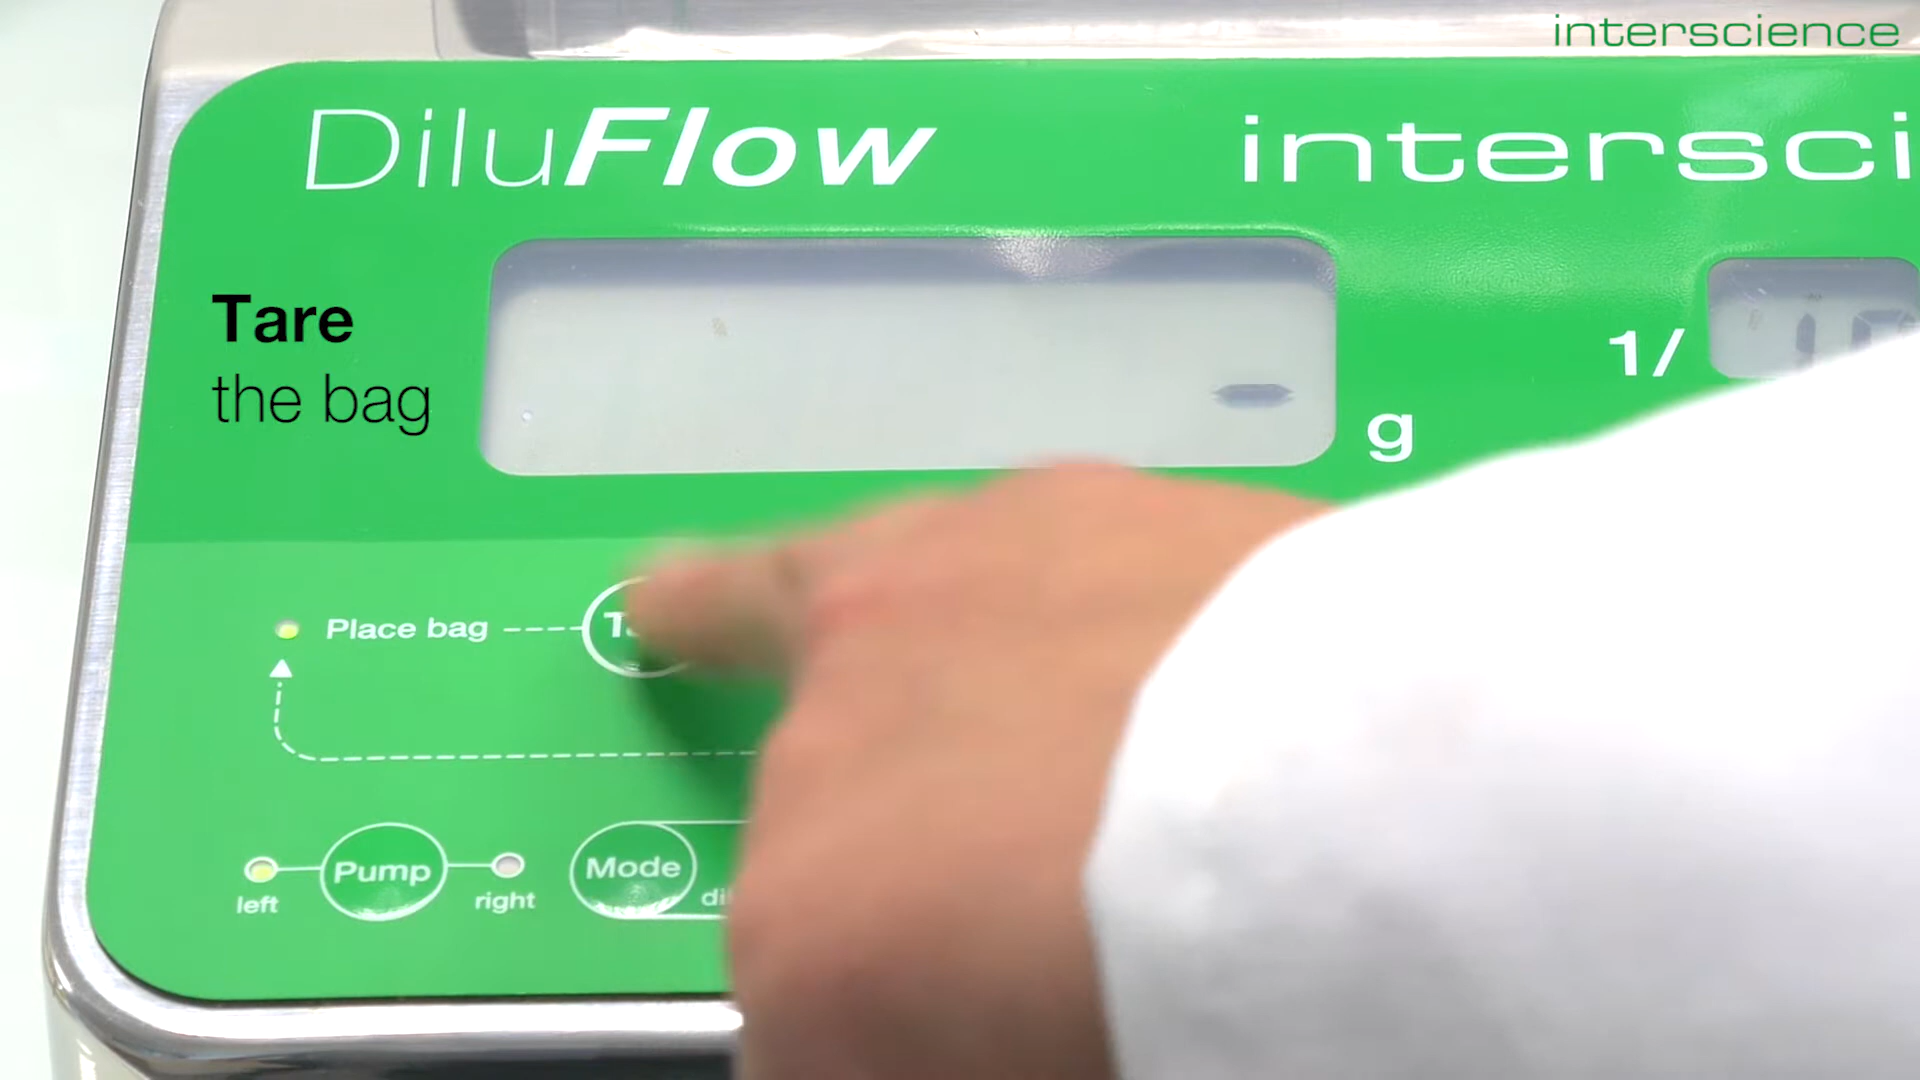 interscience
DiluFlow
intersci
Tare
the bag
-
g
1/
Place bag
Pump
left
right
Mode